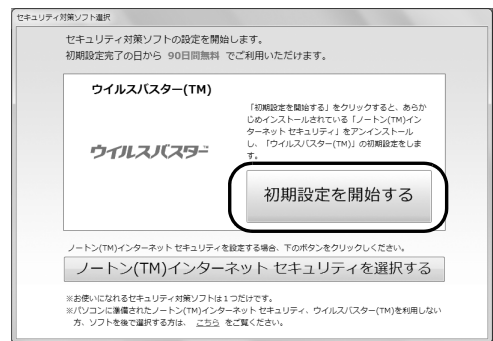 セキュリティ対策ソフト選択
セキュリティ対策ソフトの設定を開始します。
初期設定完了の日から 90日間無料 でご利用いただけます。
ウイルスバスター(TM)
「初期設定を開始する」をクリックすると、あらか
じめインストールされている「ノートン(TM)イン
ターネット セキュリティ」をアンインストール
し、「ウイルスバスター(TM)」の初期設定をしま
す。
ウイルスバスター™
初期設定を開始する
ノートン(TM)インターネット セキュリティを設定する場合、下のボタンをクリックしください。
ノートン(TM)インターネット セキュリティを選択する
※お使いになれるセキュリティ対策ソフトは1つだけです。
※パソコンに準備されたノートン(TM)インターネット セキュリティ、ウイルスバスター(TM)を利用しない
方、ソフトを後で選択する方は、 こちら をご覧ください。